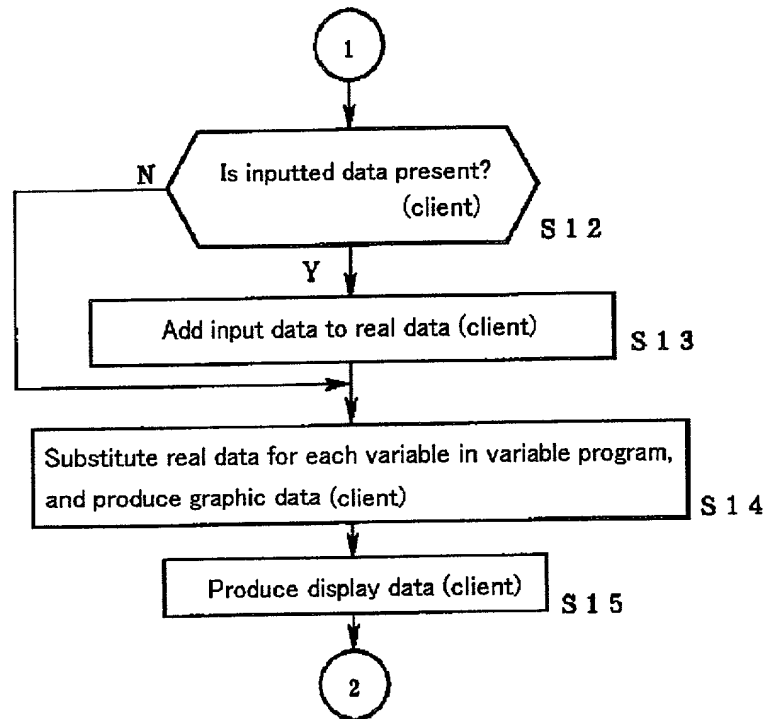 1
N
Is inputted data present?
(client)
S12
Y
Add input data to real data (client)
S13
Substitute real data for each variable in variable program,
and produce graphic data (client)
S14
Produce display data (client)
S15
2